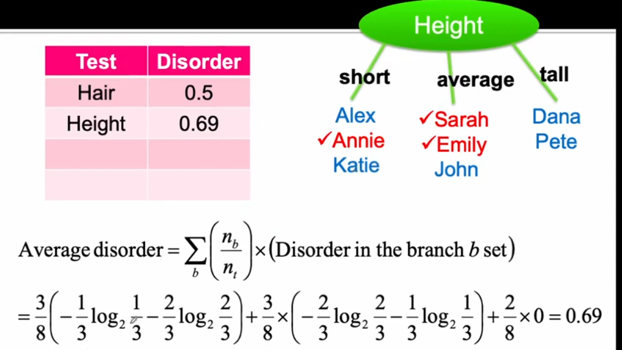 Height
Test Disorder
Hair 0.5
Height 0.69
short average tall
Alex ✓Sarah Dana
✓Annie ✓Emily Pete
Katie John
Average disorder = ∑_b (n_b/n_t) × (Disorder in the branch b set)
= 3/8 (−1/3 log₂ 1/3 − 2/3 log₂ 2/3) + 3/8 × (−2/3 log₂ 2/3 − 1/3 log₂ 1/3) + 2/8 × 0 = 0.69